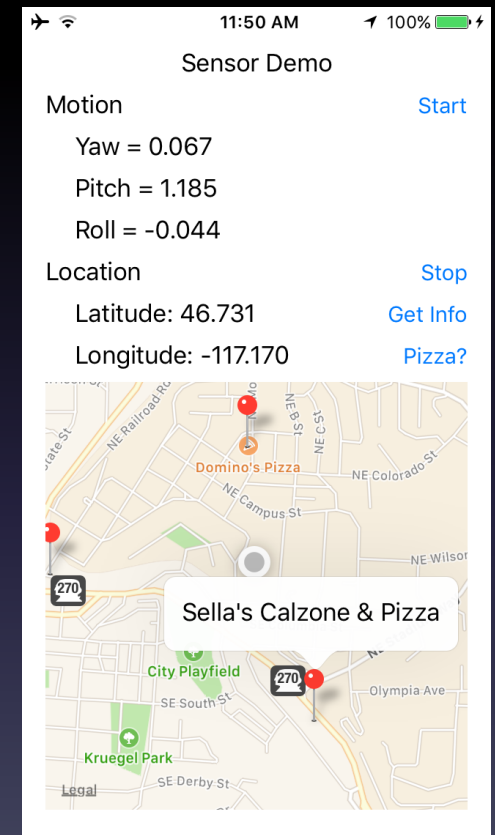 11:50 AM
100%
Sensor Demo
Motion
Start
Yaw = 0.067
Pitch = 1.185
Roll = -0.044
Location
Stop
Latitude: 46.731
Get Info
Longitude: -117.170
Pizza?
NE Railroad
NE B St
NE C St
Domino's Pizza
NE Colorado St
NE Campus St
NE Wilson
270
Sella's Calzone & Pizza
City Playfield
270
Olympia Ave
SE South St
Kruegel Park
Legal
SE Derby St